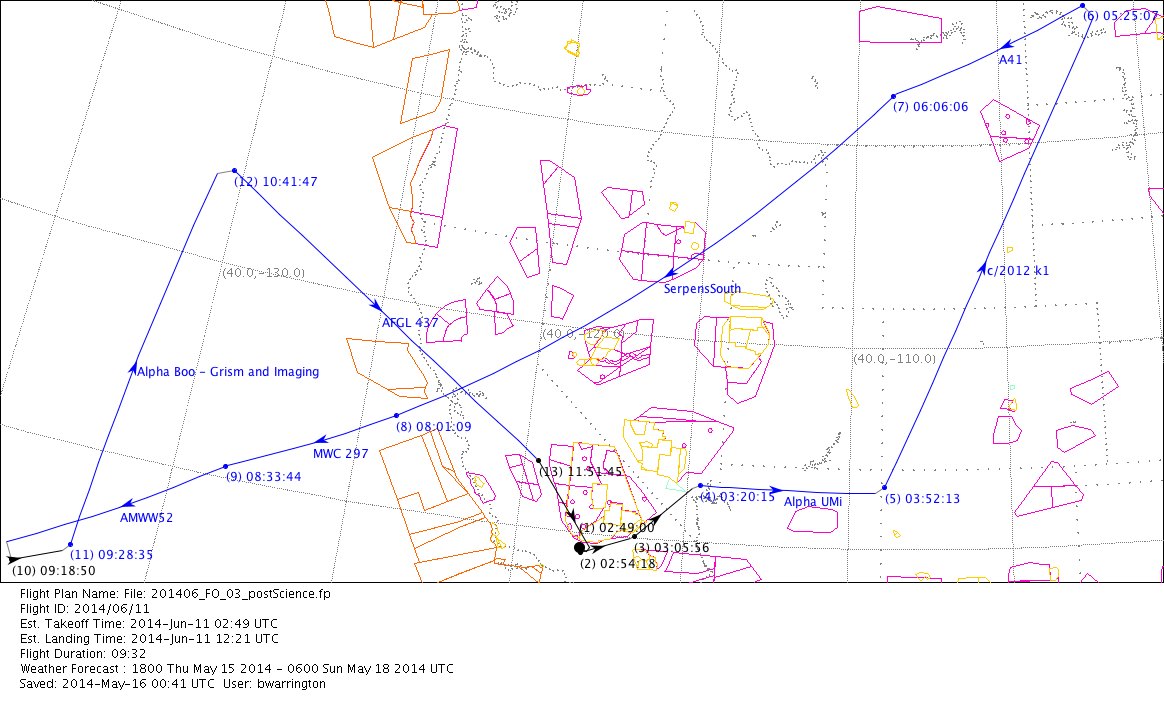 (6) 05:25:07
A41
(7) 06:06:06
(12) 10:41:47
(40.0,-130.0)
c/2012 k1
SerpensSouth
AFGL 437
(40.0,-120.0)
(40.0,-110.0)
Alpha Boo - Grism and Imaging
(8) 08:01:09
MWC 297
(13) 11:51:45
(9) 08:33:44
(4) 03:20:15
Alpha UMi
(5) 03:52:13
AMWW52
(1) 02:49:00
(3) 03:05:56
(11) 09:28:35
(2) 02:54:18
(10) 09:18:50
Flight Plan Name: File: 201406_FO_03_postScience.fp
Flight ID: 2014/06/11
Est. Takeoff Time: 2014-Jun-11 02:49 UTC
Est. Landing Time: 2014-Jun-11 12:21 UTC
Flight Duration: 09:32
Weather Forecast : 1800 Thu May 15 2014 - 0600 Sun May 18 2014 UTC
Saved: 2014-May-16 00:41 UTC  User: bwarrington